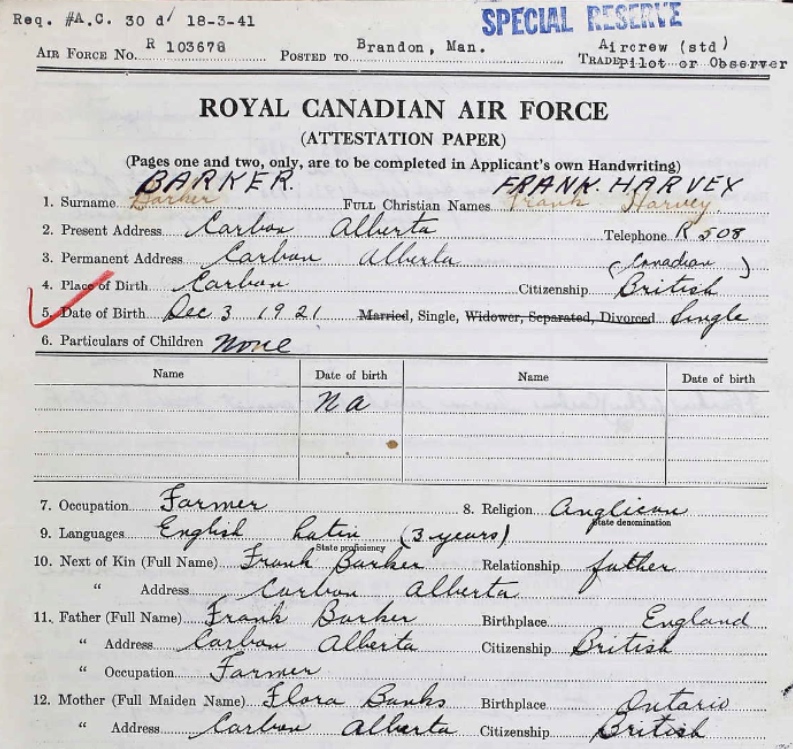 Req. #A.C. 30 d/ 18-3-41 SPECIAL RESERVE
AIR FORCE No. R 103678 POSTED TO Brandon, Man. Aircrew (std)
TRADE Pilot or Observer
ROYAL CANADIAN AIR FORCE
(ATTESTATION PAPER)
(Pages one and two, only, are to be completed in Applicant's own Handwriting)
BARKER. FRANK. HARVEY
1. Surname Barker FULL Christian Names Frank Harvey.
2. Present Address Carbon Alberta Telephone R 508
3. Permanent Address Carbon Alberta (Canadian)
4. Place of Birth Carbon Citizenship British
5. Date of Birth Dec 3 1921 Married, Single, Widower, Separated, Divorced Single
6. Particulars of Children None
Name Date of birth Name Date of birth
n a
7. Occupation Farmer 8. Religion Anglican
State denomination
9. Languages English Latin (3 years)
State proficiency
10. Next of Kin (Full Name) Frank Barker Relationship father
" Address Carbon Alberta
11. Father (Full Name) Frank Barker Birthplace England
" Address Carbon Alberta Citizenship British
" Occupation Farmer
12. Mother (Full Maiden Name) Flora Banks Birthplace Ontario
" Address Carbon Alberta Citizenship British